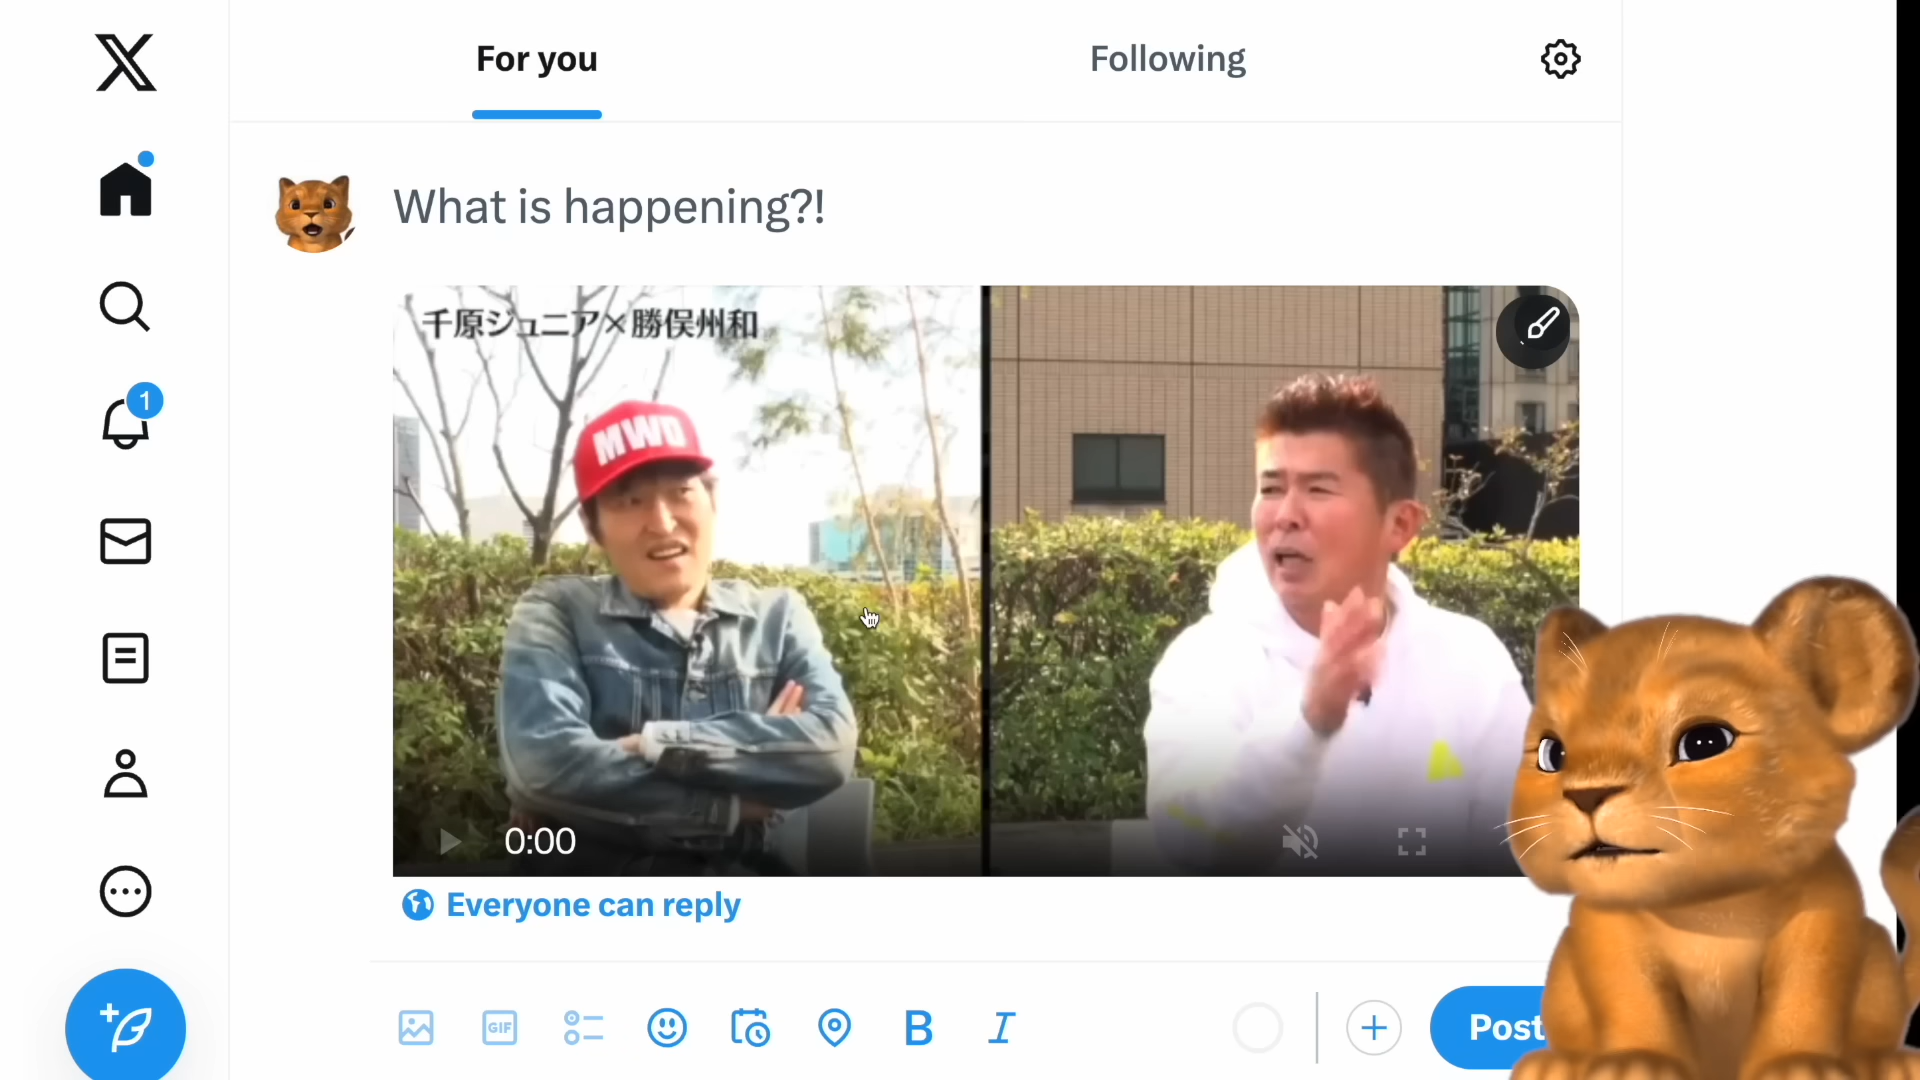 For you
Following
What is happening?!
千原ジュニア×勝俣州和
MWD
1
0:00
Everyone can reply
GIF
B
I
Post